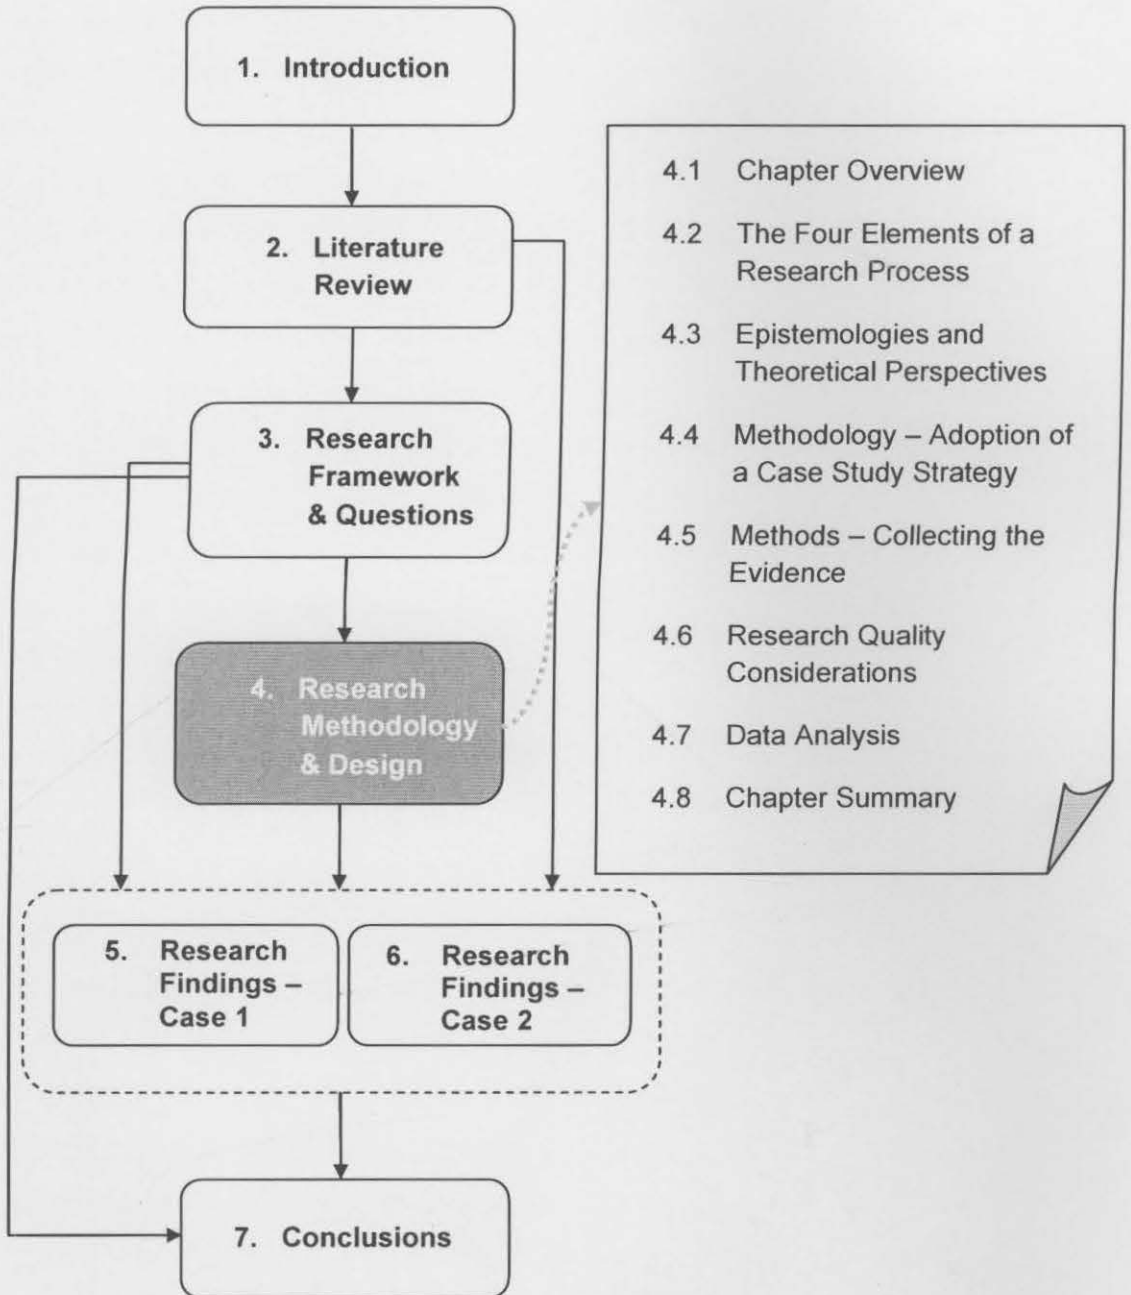 1. Introduction
2. Literature
Review
3. Research
Framework
& Questions
4. Research
Methodology
& Design
5. Research
Findings –
Case 1
6. Research
Findings –
Case 2
7. Conclusions
4.1 Chapter Overview
4.2 The Four Elements of a
Research Process
4.3 Epistemologies and
Theoretical Perspectives
4.4 Methodology – Adoption of
a Case Study Strategy
4.5 Methods – Collecting the
Evidence
4.6 Research Quality
Considerations
4.7 Data Analysis
4.8 Chapter Summary